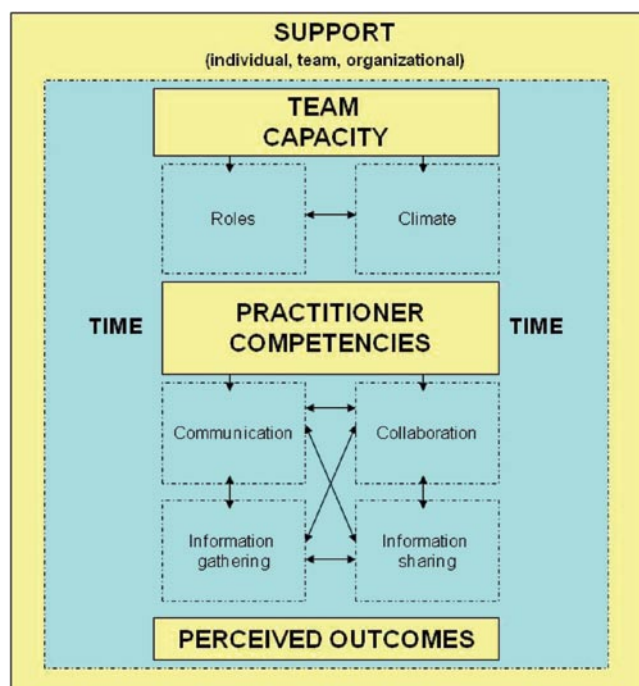 SUPPORT
(individual, team, organizational)
TEAM
CAPACITY
Roles
Climate
TIME
PRACTITIONER
COMPETENCIES
TIME
Communication
Collaboration
Information
gathering
Information
sharing
PERCEIVED OUTCOMES